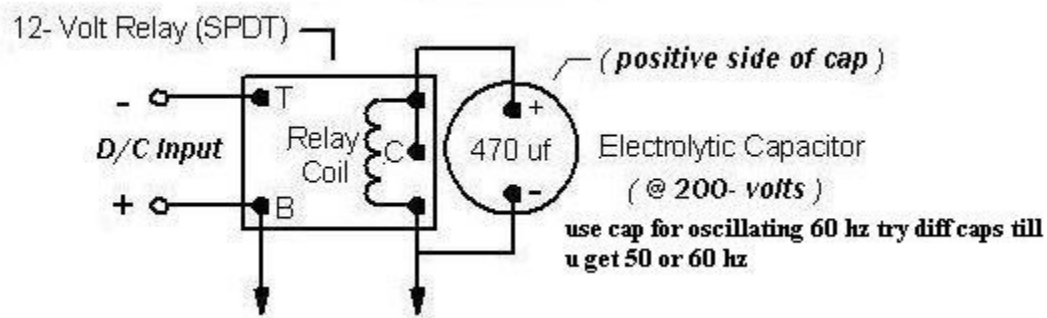 12- Volt Relay (SPDT)
( positive side of cap )
- T +
D/C Input Relay Coil C 470 uf Electrolytic Capacitor
+ B - ( @ 200- volts )
use cap for oscillating 60 hz try diff caps till
u get 50 or 60 hz